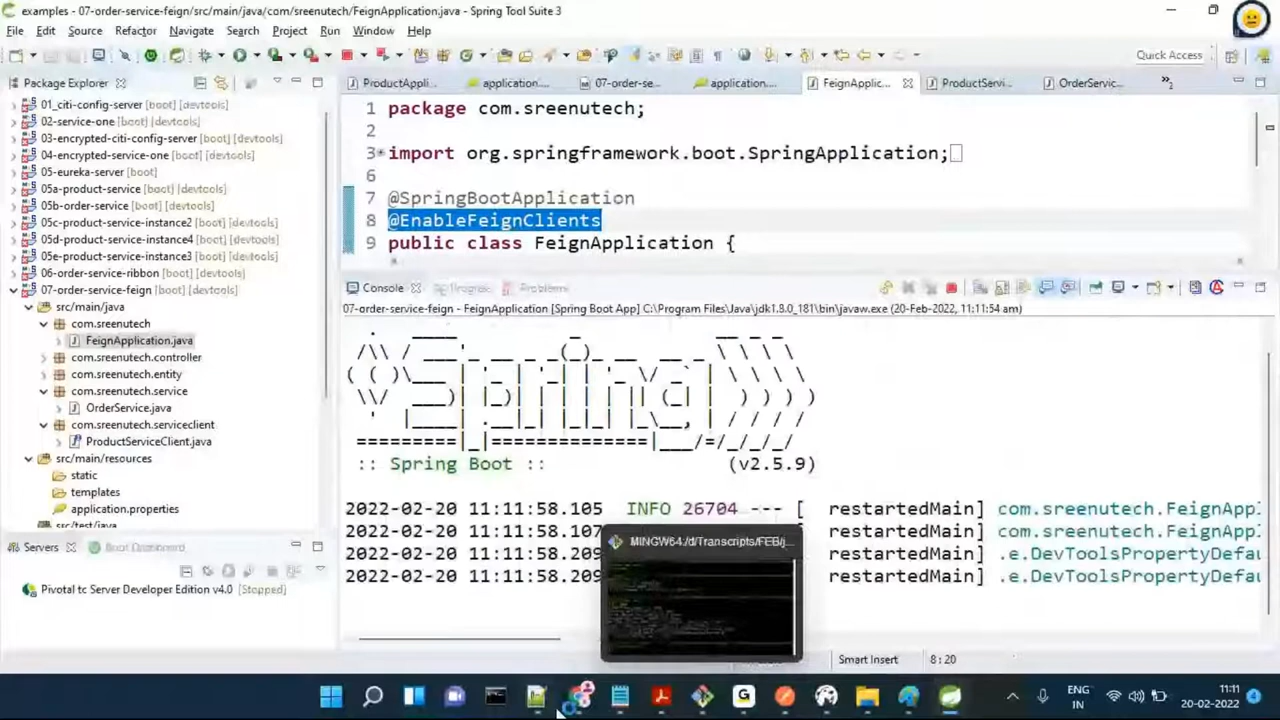 examples - 07-order-service-feign/src/main/java/com/sreenutech/FeignApplication.java - Spring Tool Suite 3
File Edit Source Refactor Navigate Search Project Run Window Help
Quick Access
Package Explorer
ProductAppli...
application....
07-order-se...
application....
FeignApplic...
ProductServi...
OrderServic...
»2
01_citi-config-server [boot] [devtools]
02-service-one [boot] [devtools]
03-encrypted-citi-config-server [boot] [devtools]
04-encrypted-service-one [boot] [devtools]
05-eureka-server [boot]
05a-product-service [boot] [devtools]
05b-order-service [boot] [devtools]
05c-product-service-instance2 [boot] [devtools]
05d-product-service-instance4 [boot] [devtools]
05e-product-service-instance3 [boot] [devtools]
06-order-service-ribbon [boot] [devtools]
07-order-service-feign [boot] [devtools]
src/main/java
com.sreenutech
FeignApplication.java
com.sreenutech.controller
com.sreenutech.entity
com.sreenutech.service
OrderService.java
com.sreenutech.serviceclient
ProductServiceClient.java
src/main/resources
static
templates
application.properties
src/test/java
1 package com.sreenutech;
2
3 import org.springframework.boot.SpringApplication;
6
7 @SpringBootApplication
8 @EnableFeignClients
9 public class FeignApplication {
Console Progress Problems
07-order-service-feign - FeignApplication [Spring Boot App] C:\Program Files\Java\jdk1.8.0_181\bin\javaw.exe (20-Feb-2022, 11:11:54 am)
Spring
:: Spring Boot :: (v2.5.9)
2022-02-20 11:11:58.105 INFO 26704 --- [ restartedMain] com.sreenutech.FeignApp
2022-02-20 11:11:58.107 restartedMain] com.sreenutech.FeignApp
2022-02-20 11:11:58.209 restartedMain] .e.DevToolsPropertyDefa
2022-02-20 11:11:58.209 restartedMain] .e.DevToolsPropertyDefa
MINGW64:/d/Transcripts/FEB/j...
Servers Boot Dashboard
Pivotal tc Server Developer Edition v4.0 [Stopped]
Smart Insert
8:20
ENG
IN
11:11
20-02-2022